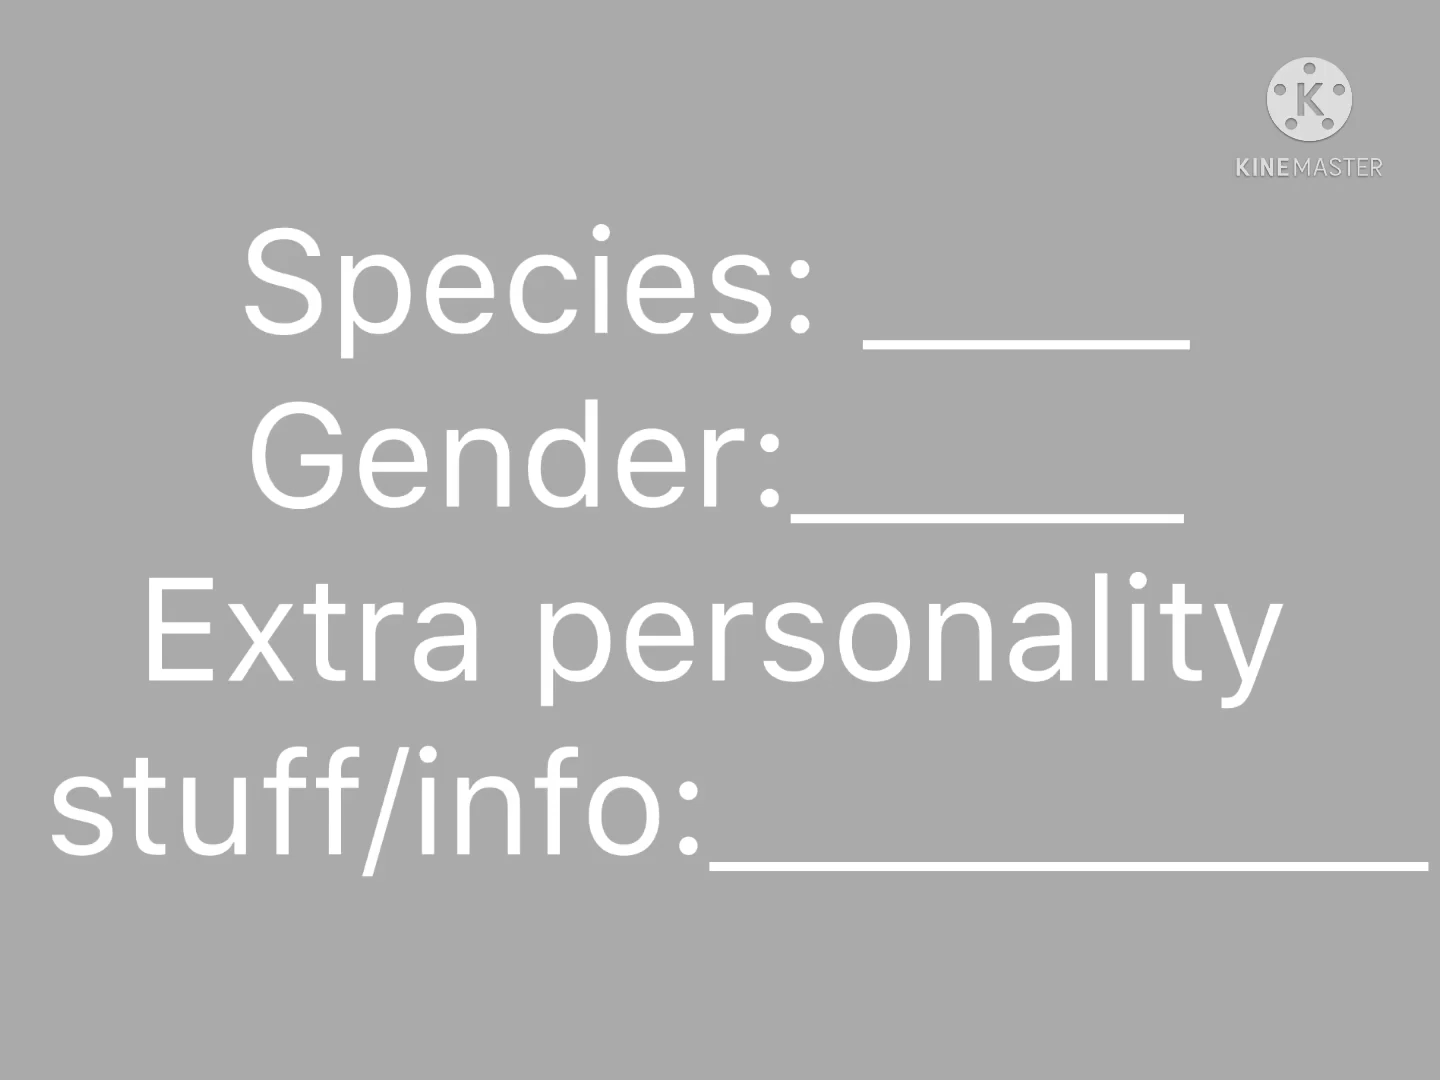 KINEMASTER
Species: _____
Gender:______
Extra personality
stuff/info:___________